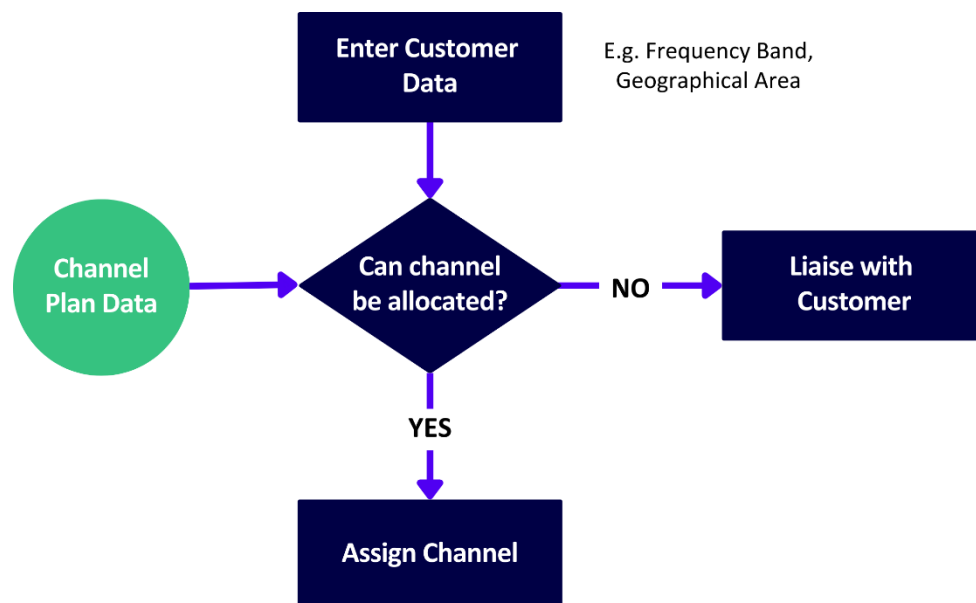 Enter Customer
Data
E.g. Frequency Band,
Geographical Area
Channel
Plan Data
Can channel
be allocated?
NO
Liaise with
Customer
YES
Assign Channel